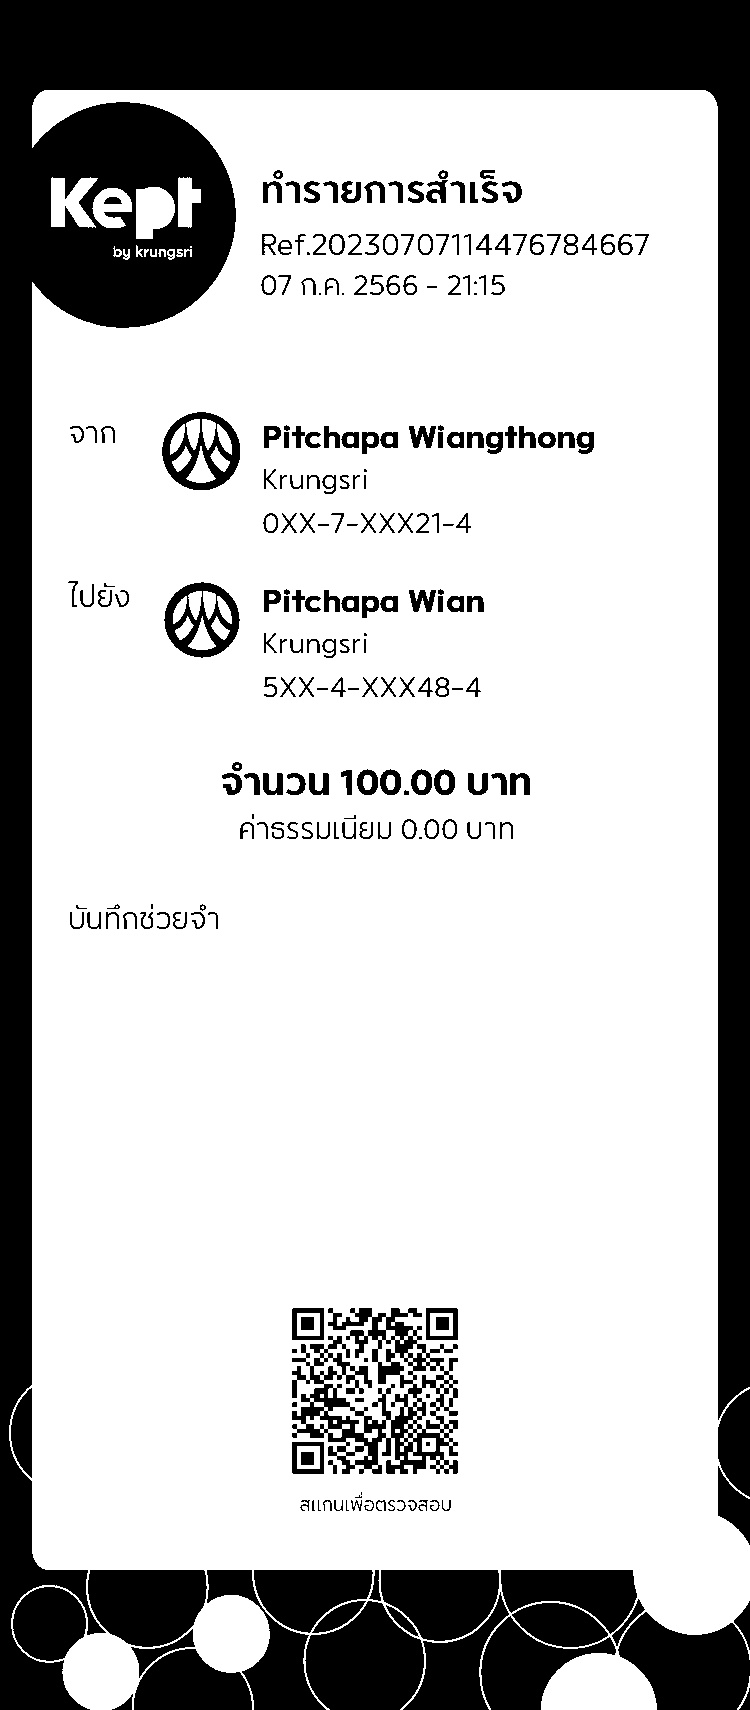 Kept
by krungsri
ทำรายการสำเร็จ
Ref.20230707114476784667
07 ก.ค. 2566 - 21:15
จาก
Pitchapa Wiangthong
Krungsri
0XX-7-XXX21-4
ไปยัง
Pitchapa Wian
Krungsri
5XX-4-XXX48-4
จำนวน 100.00 บาท
ค่าธรรมเนียม 0.00 บาท
บันทึกช่วยจำ
สแกนเพื่อตรวจสอบ